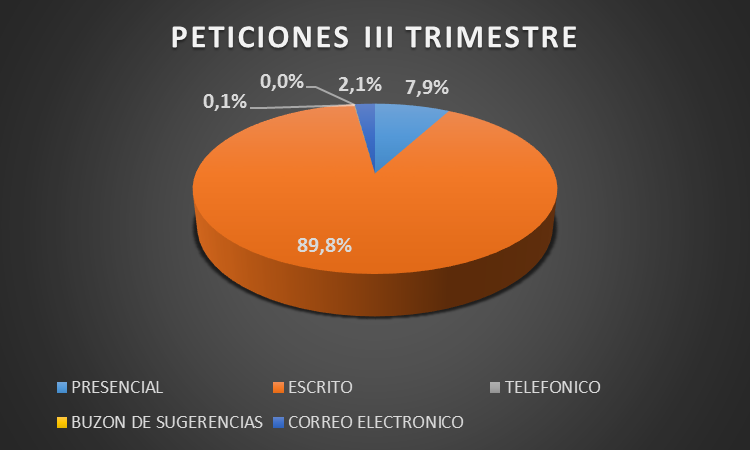 PETICIONES III TRIMESTRE
0,0%
2,1%
7,9%
0,1%
89,8%
PRESENCIAL
ESCRITO
TELEFONICO
BUZON DE SUGERENCIAS
CORREO ELECTRONICO